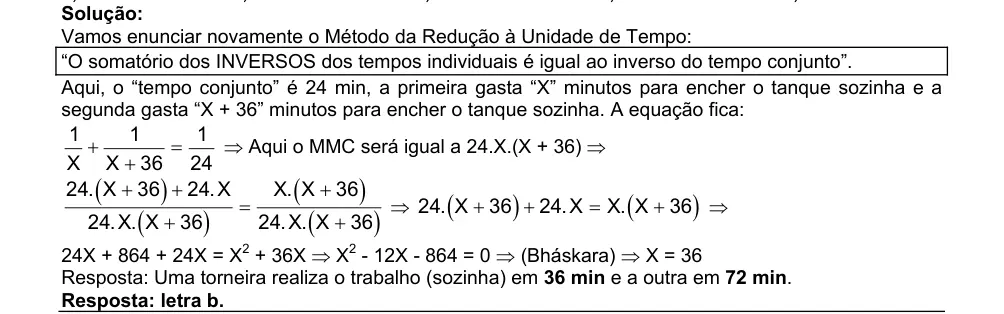 Solução:
Vamos enunciar novamente o Método da Redução à Unidade de Tempo:
“O somatório dos INVERSOS dos tempos individuais é igual ao inverso do tempo conjunto”.
Aqui, o “tempo conjunto” é 24 min, a primeira gasta “X” minutos para encher o tanque sozinha e a
segunda gasta “X + 36” minutos para encher o tanque sozinha. A equação fica:
1/X + 1/(X + 36) = 1/24 ⇒ Aqui o MMC será igual a 24.X.(X + 36) ⇒
(24.(X + 36) + 24.X)/(24.X.(X + 36)) = (X.(X + 36))/(24.X.(X + 36)) ⇒ 24.(X + 36) + 24.X = X.(X + 36) ⇒
24X + 864 + 24X = X² + 36X ⇒ X² - 12X - 864 = 0 ⇒ (Bháskara) ⇒ X = 36
Resposta: Uma torneira realiza o trabalho (sozinha) em 36 min e a outra em 72 min.
Resposta: letra b.